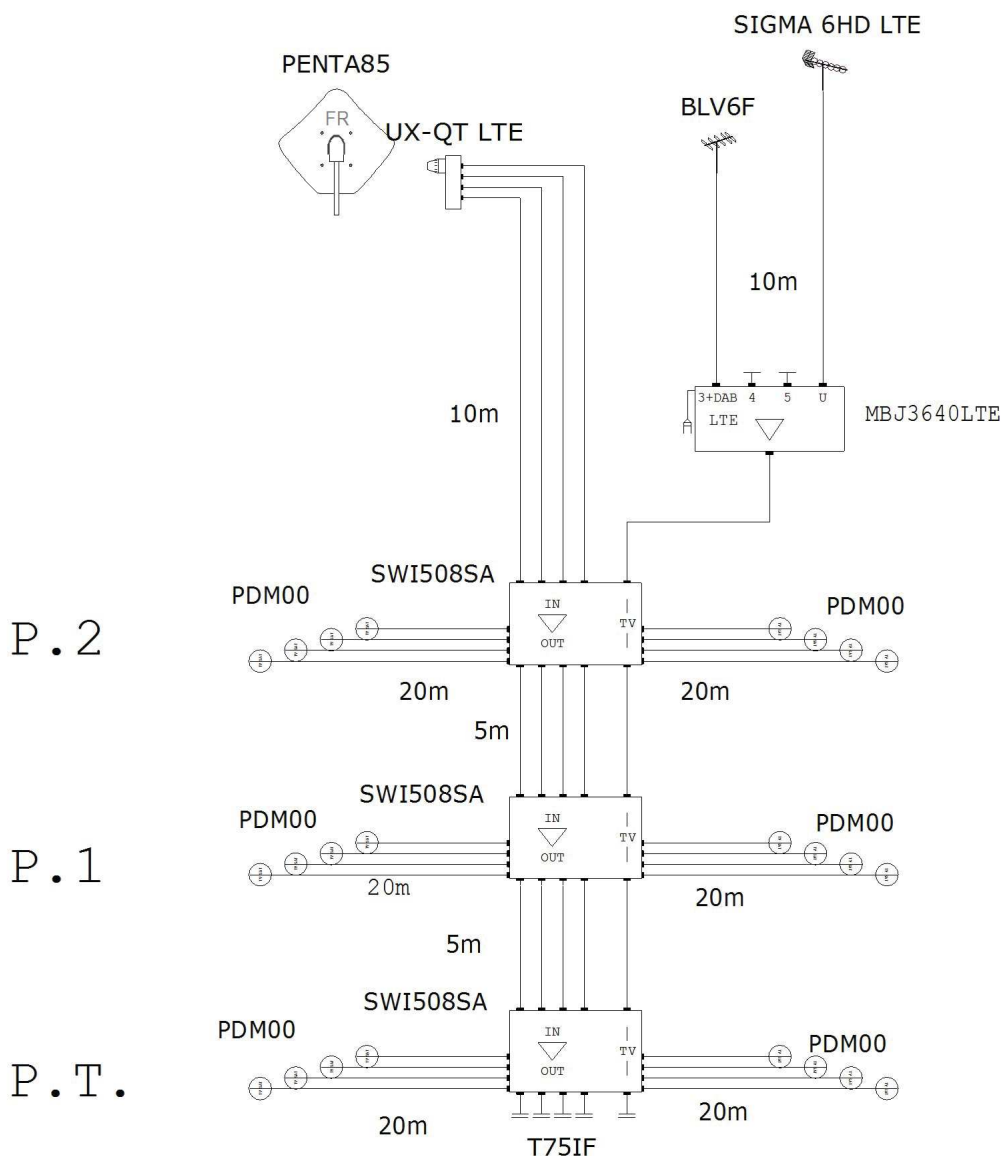 SIGMA 6HD LTE
PENTA85
BLV6F
FR
UX-QT LTE
10m
3+DAB 4 5 U
LTE
MBJ3640LTE
10m
SWI508SA
PDM00
PDM00
IN
TV
OUT
P.2
20m
20m
5m
SWI508SA
PDM00
PDM00
IN
TV
OUT
P.1
20m
20m
5m
SWI508SA
PDM00
PDM00
IN
TV
OUT
P.T.
20m
20m
T75IF